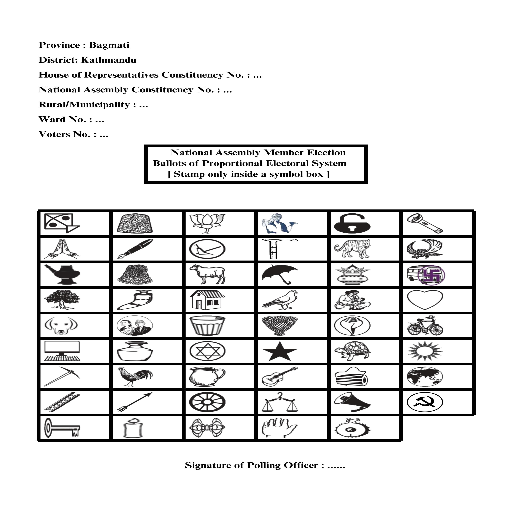 Province : Bagmati
District: Kathmandu
House of Representatives Constituency No. : ...
National Assembly Constituency No. : ...
Rural/Municipality : ...
Ward No. : ...
Voters No. : ...
National Assembly Member Election
Ballots of Proportional Electoral System
[ Stamp only inside a symbol box ]
Signature of Polling Officer : ......